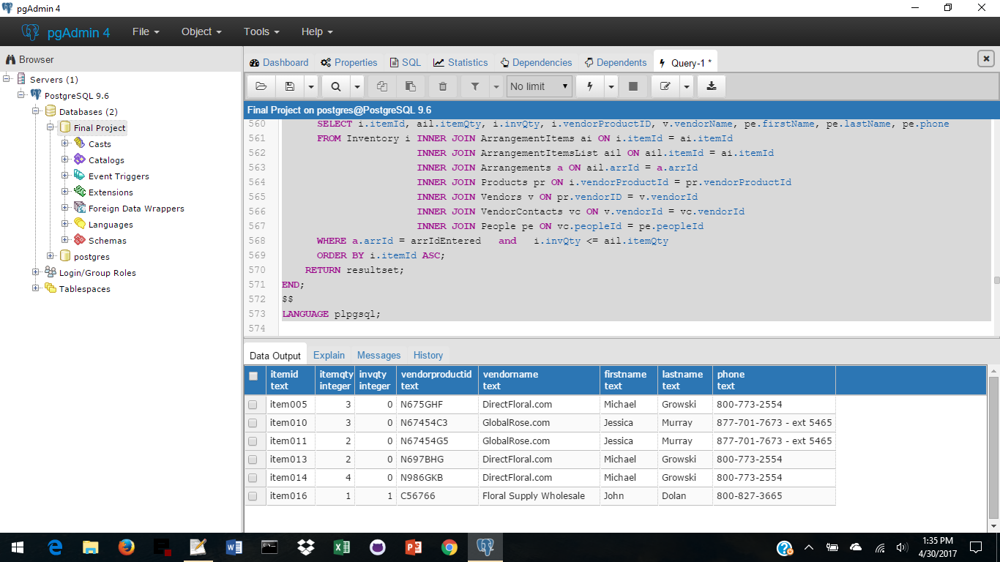 pgAdmin 4
pgAdmin 4 File Object Tools Help
Browser
Servers (1)
PostgreSQL 9.6
Databases (2)
Final Project
Casts
Catalogs
Event Triggers
Extensions
Foreign Data Wrappers
Languages
Schemas
postgres
Login/Group Roles
Tablespaces
Dashboard Properties SQL Statistics Dependencies Dependents Query-1 *
No limit
Final Project on postgres@PostgreSQL 9.6
560 SELECT i.itemId, ail.itemQty, i.invQty, i.vendorProductID, v.vendorName, pe.firstName, pe.lastName, pe.phone
561 FROM Inventory i INNER JOIN ArrangementItems ai ON i.itemId = ai.itemId
562 INNER JOIN ArrangementItemsList ail ON ail.itemId = ai.itemId
563 INNER JOIN Arrangements a ON ail.arrId = a.arrId
564 INNER JOIN Products pr ON i.vendorProductId = pr.vendorProductId
565 INNER JOIN Vendors v ON pr.vendorID = v.vendorId
566 INNER JOIN VendorContacts vc ON v.vendorId = vc.vendorId
567 INNER JOIN People pe ON vc.peopleId = pe.peopleId
568 WHERE a.arrId = arrIdEntered and i.invQty <= ail.itemQty
569 ORDER BY i.itemId ASC;
570 RETURN resultset;
571 END;
572 $$
573 LANGUAGE plpgsql;
574
Data Output Explain Messages History
itemid itemqty invqty vendorproductid vendorname firstname lastname phone
text integer integer text text text text text
item005 3 0 N675GHF DirectFloral.com Michael Growski 800-773-2554
item010 3 0 N67454C3 GlobalRose.com Jessica Murray 877-701-7673 - ext 5465
item011 2 0 N67454G5 GlobalRose.com Jessica Murray 877-701-7673 - ext 5465
item013 2 0 N697BHG DirectFloral.com Michael Growski 800-773-2554
item014 4 0 N986GKB DirectFloral.com Michael Growski 800-773-2554
item016 1 1 C56766 Floral Supply Wholesale John Dolan 800-827-3665
1:35 PM
4/30/2017